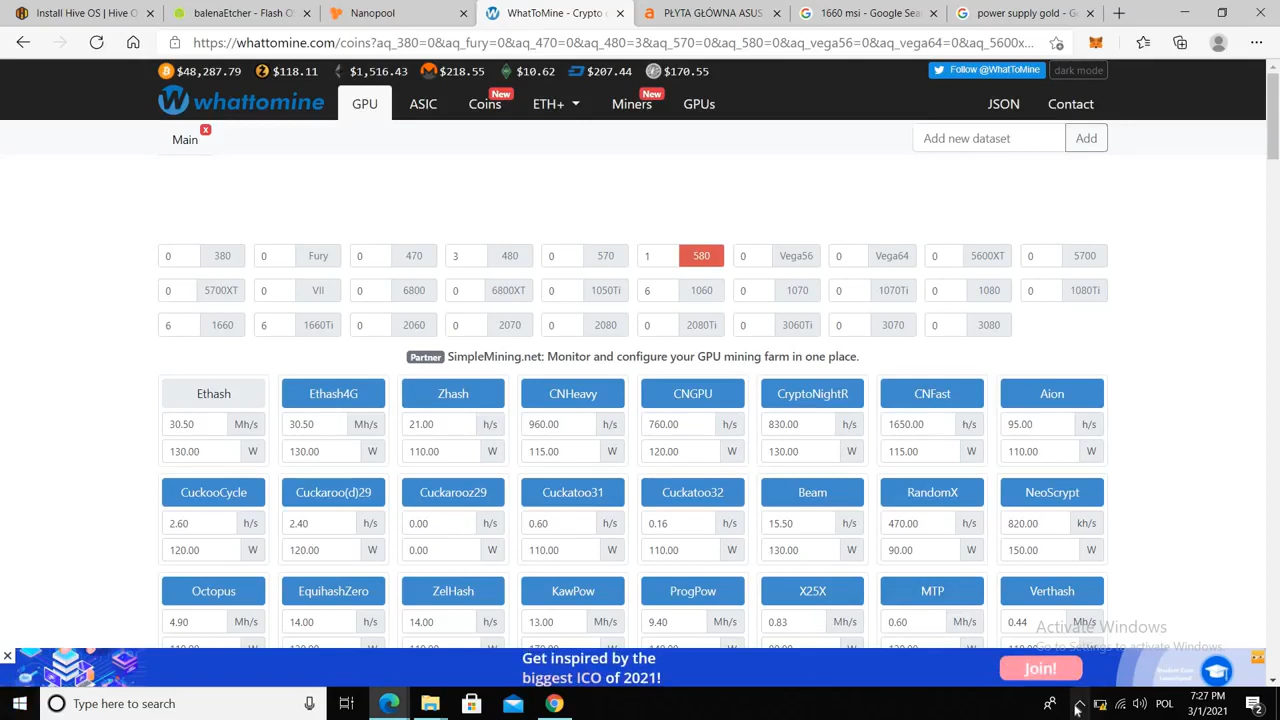 Install Hive OS | Hive O
balenaEtcher - Flash O
Nanopool
WhatToMine - Crypto c
PŁYTA GŁÓWNA ASUS
1660 msi - Google Sea
power supply gold - G
https://whattomine.com/coins?aq_380=0&aq_fury=0&aq_470=0&aq_480=3&aq_570=0&aq_580=0&aq_vega56=0&aq_vega64=0&aq_5600x...
$48,287.79 $118.11 $1,516.43 $218.55 $10.62 $207.44 $170.55 Follow @WhatToMine dark mode
whattomine GPU ASIC Coins New ETH+ Miners New GPUs JSON Contact
Main x Add new dataset Add
0 380 0 Fury 0 470 3 480 0 570 1 580 0 Vega56 0 Vega64 0 5600XT 0 5700
0 5700XT 0 VII 0 6800 0 6800XT 0 1050Ti 6 1060 0 1070 0 1070Ti 0 1080 0 1080Ti
6 1660 6 1660Ti 0 2060 0 2070 0 2080 0 2080Ti 0 3060Ti 0 3070 0 3080
Partner SimpleMining.net: Monitor and configure your GPU mining farm in one place.
Ethash Ethash4G Zhash CNHeavy CNGPU CryptoNightR CNFast Aion
30.50 Mh/s 30.50 Mh/s 21.00 h/s 960.00 h/s 760.00 h/s 830.00 h/s 1650.00 h/s 95.00 h/s
130.00 W 130.00 W 110.00 W 115.00 W 120.00 W 130.00 W 115.00 W 110.00 W
CuckooCycle Cuckaroo(d)29 Cuckarooz29 Cuckatoo31 Cuckatoo32 Beam RandomX NeoScrypt
2.60 h/s 2.40 h/s 0.00 h/s 0.60 h/s 0.16 h/s 15.50 h/s 470.00 h/s 820.00 kh/s
120.00 W 120.00 W 0.00 W 110.00 W 110.00 W 130.00 W 90.00 W 150.00 W
Octopus EquihashZero ZelHash KawPow ProgPow X25X MTP Verthash
4.90 Mh/s 14.00 h/s 14.00 h/s 13.00 Mh/s 9.40 Mh/s 0.83 Mh/s 0.60 Mh/s 0.44 Mh/s
Activate Windows
Go to Settings to activate Windows.
Get inspired by the
biggest ICO of 2021!
Join!
Type here to search
POL
7:27 PM
3/1/2021
2